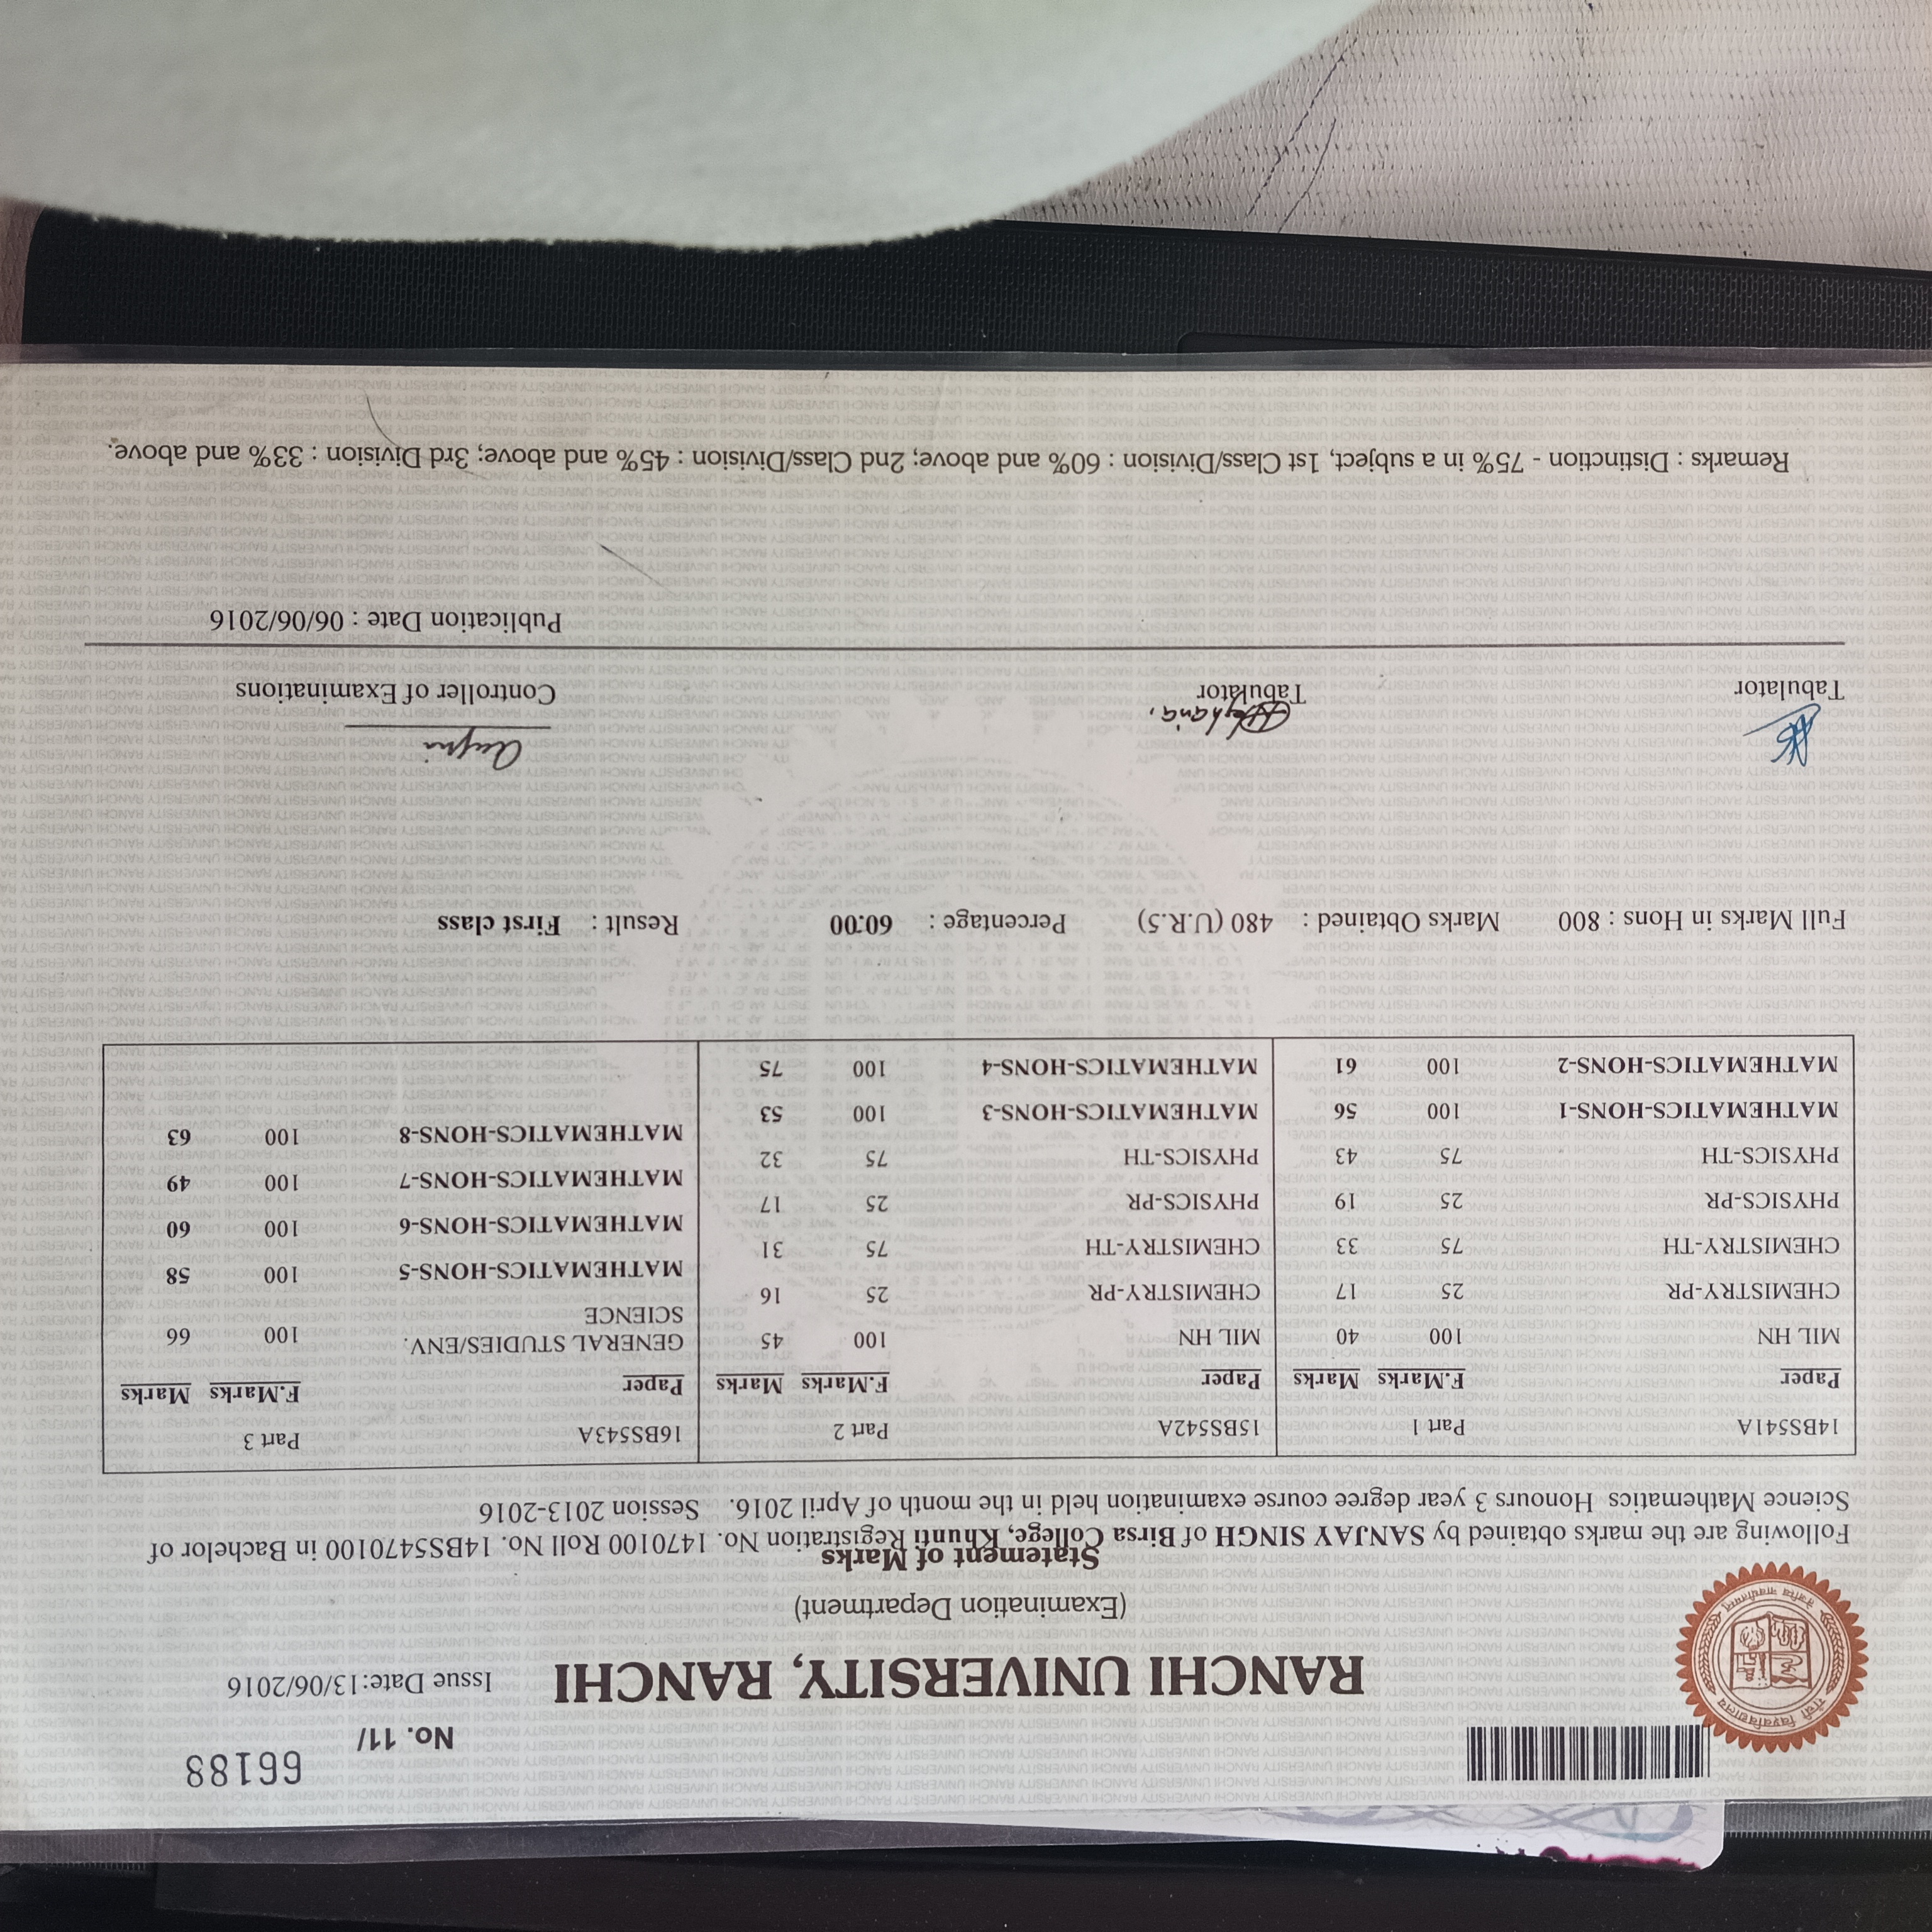 66188
No. 11/
RANCHI UNIVERSITY, RANCHI
Issue Date:13/06/2016
(Examination Department)
Statement of Marks
Following are the marks obtained by SANJAY SINGH of Birsa College, Khunti Registration No. 1470100 Roll No. 14BS5470100 in Bachelor of
Science Mathematics Honours 3 year degree course examination held in the month of April 2016. Session 2013-2016
14BS541A Part 1
Paper F.Marks Marks
MIL HN 100 40
CHEMISTRY-PR 25 17
CHEMISTRY-TH 75 33
PHYSICS-PR 25 19
PHYSICS-TH 75 43
MATHEMATICS-HONS-1 100 56
MATHEMATICS-HONS-2 100 61
15BS542A Part 2
Paper F.Marks Marks
MIL HN 100 45
CHEMISTRY-PR 25 16
CHEMISTRY-TH 75 31
PHYSICS-PR 25 17
PHYSICS-TH 75 32
MATHEMATICS-HONS-3 100 53
MATHEMATICS-HONS-4 100 75
16BS543A Part 3
Paper F.Marks Marks
GENERAL STUDIES/ENV. 100 66
SCIENCE
MATHEMATICS-HONS-5 100 58
MATHEMATICS-HONS-6 100 60
MATHEMATICS-HONS-7 100 49
MATHEMATICS-HONS-8 100 63
Full Marks in Hons : 800 Marks Obtained : 480 (U.R.5) Percentage : 60.00 Result : First class
Tabulator
Tabulator
Controller of Examinations
Publication Date : 06/06/2016
Remarks : Distinction - 75% in a subject, 1st Class/Division : 60% and above; 2nd Class/Division : 45% and above; 3rd Division : 33% and above.